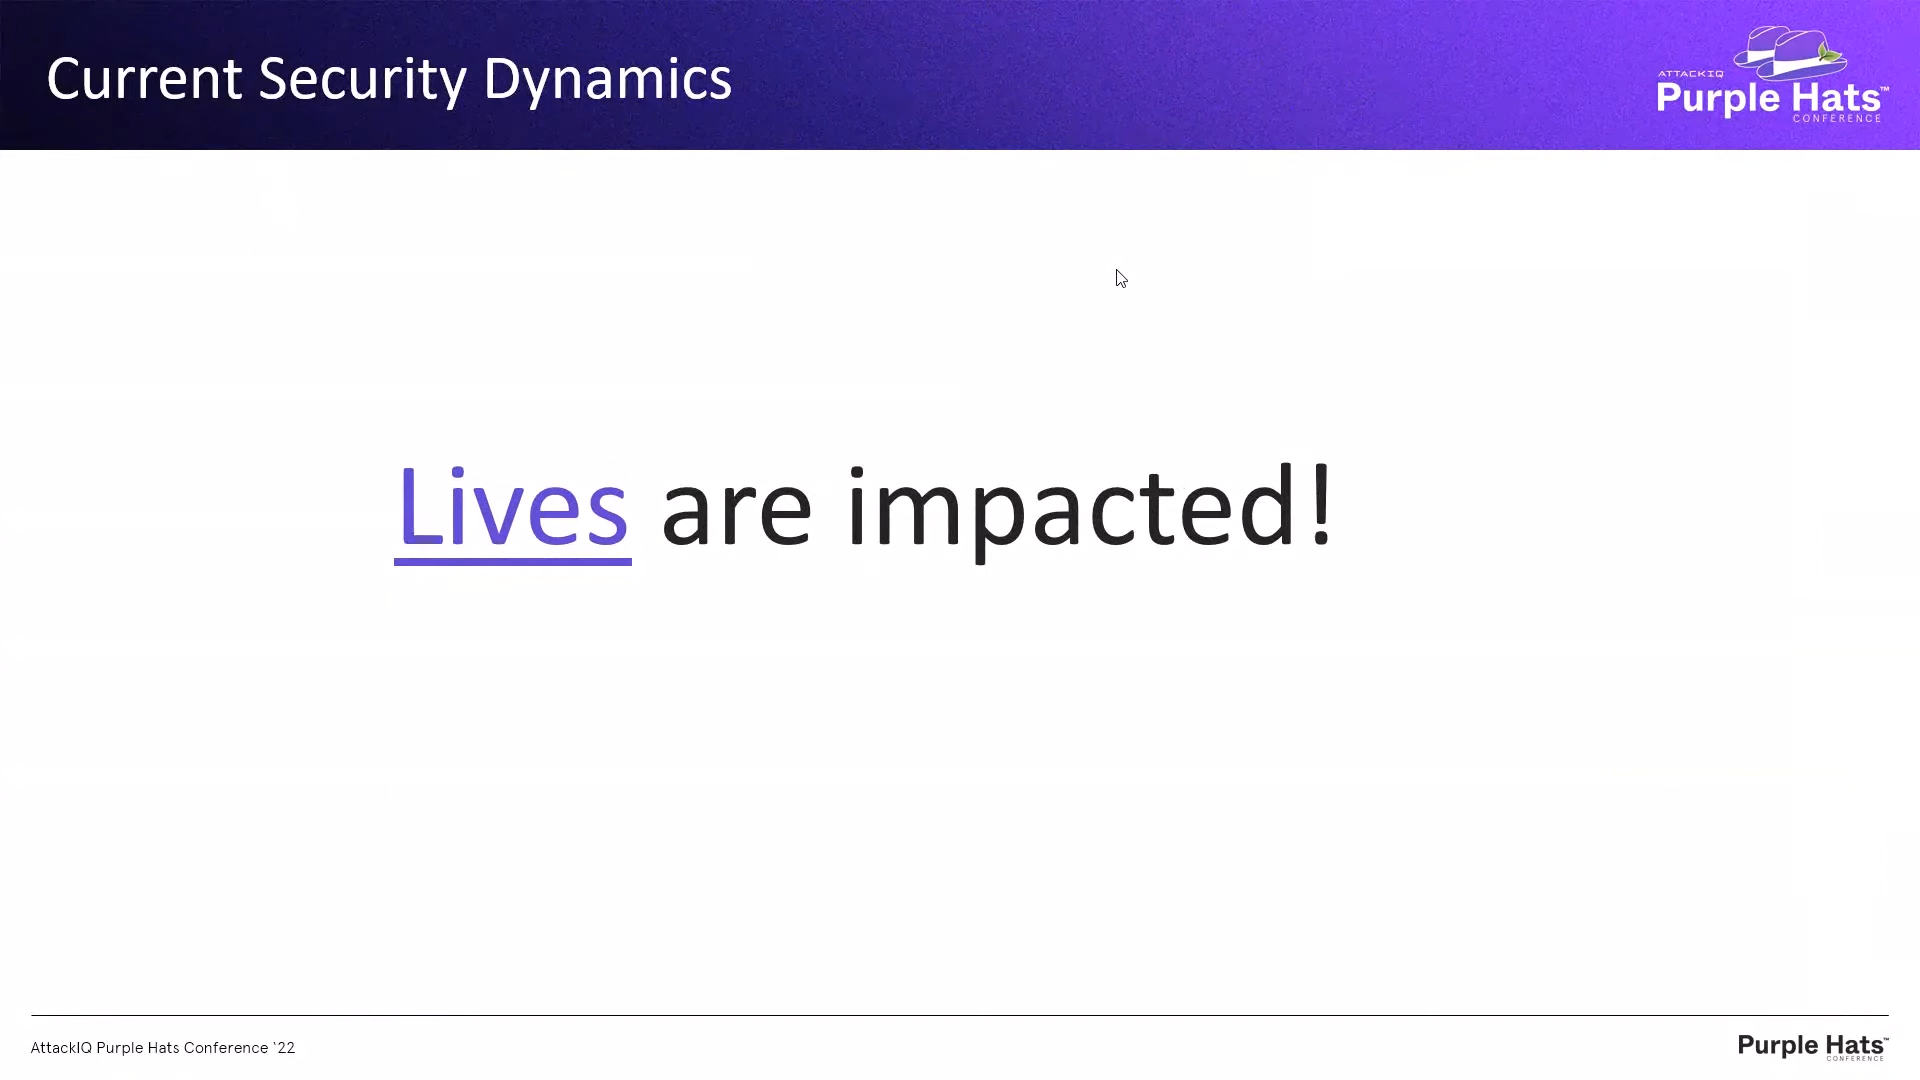 Current Security Dynamics
ATTACKIQ
Purple Hats™
CONFERENCE
Lives are impacted!
AttackIQ Purple Hats Conference `22
Purple Hats™
CONFERENCE